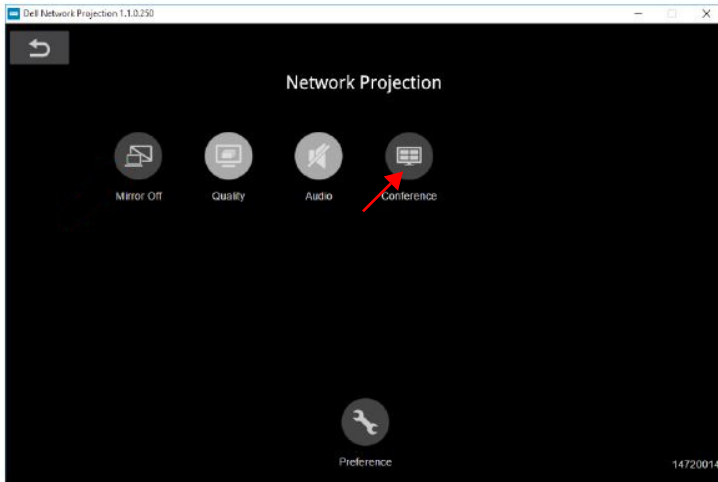 Dell Network Projection 1.1.0.250
Network Projection
Mirror Off
Quality
Audio
Conference
Preference
14720014